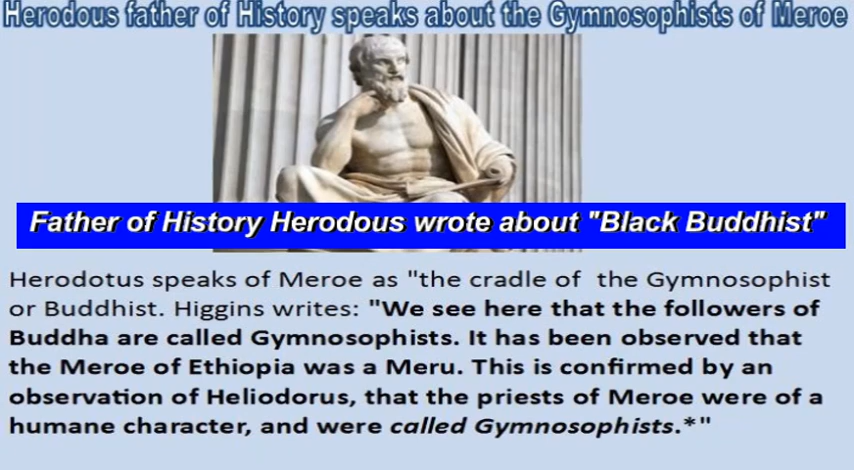 Herodous father of History speaks about the Gymnosophists of Meroe
Father of History Herodous wrote about "Black Buddhist"
Herodotus speaks of Meroe as "the cradle of the Gymnosophist
or Buddhist. Higgins writes: "We see here that the followers of
Buddha are called Gymnosophists. It has been observed that
the Meroe of Ethiopia was a Meru. This is confirmed by an
observation of Heliodorus, that the priests of Meroe were of a
humane character, and were called Gymnosophists.*"